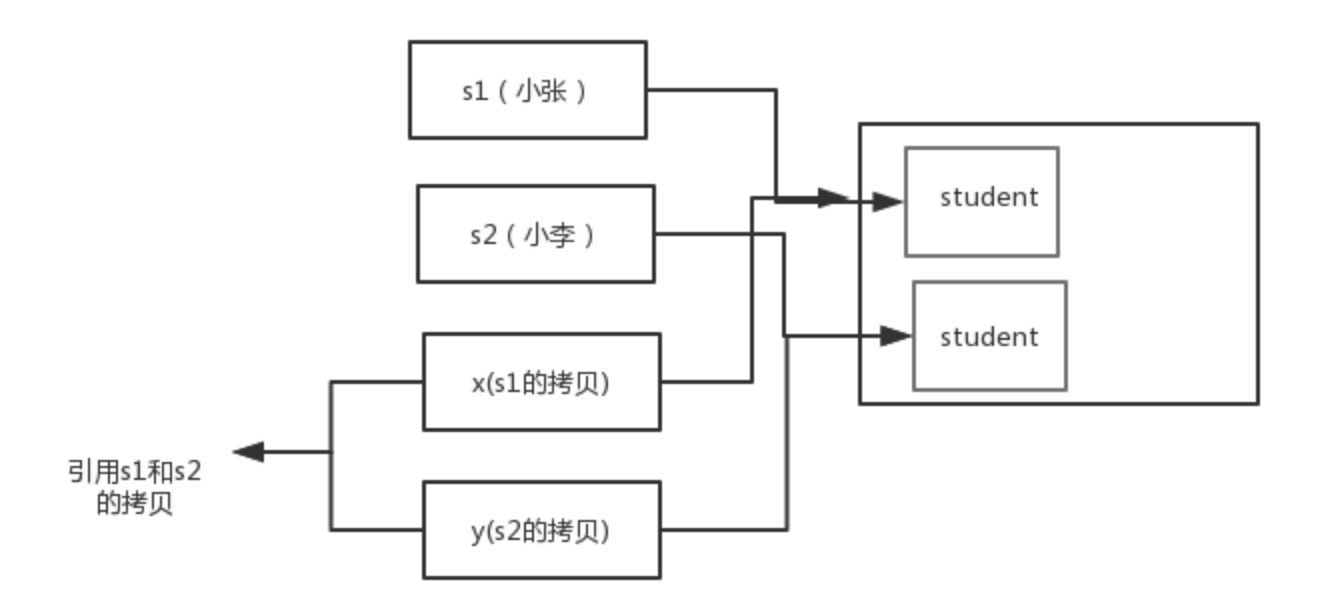 s1（小张）
student
s2（小李）
student
x(s1的拷贝)
引用s1和s2
的拷贝
y(s2的拷贝)